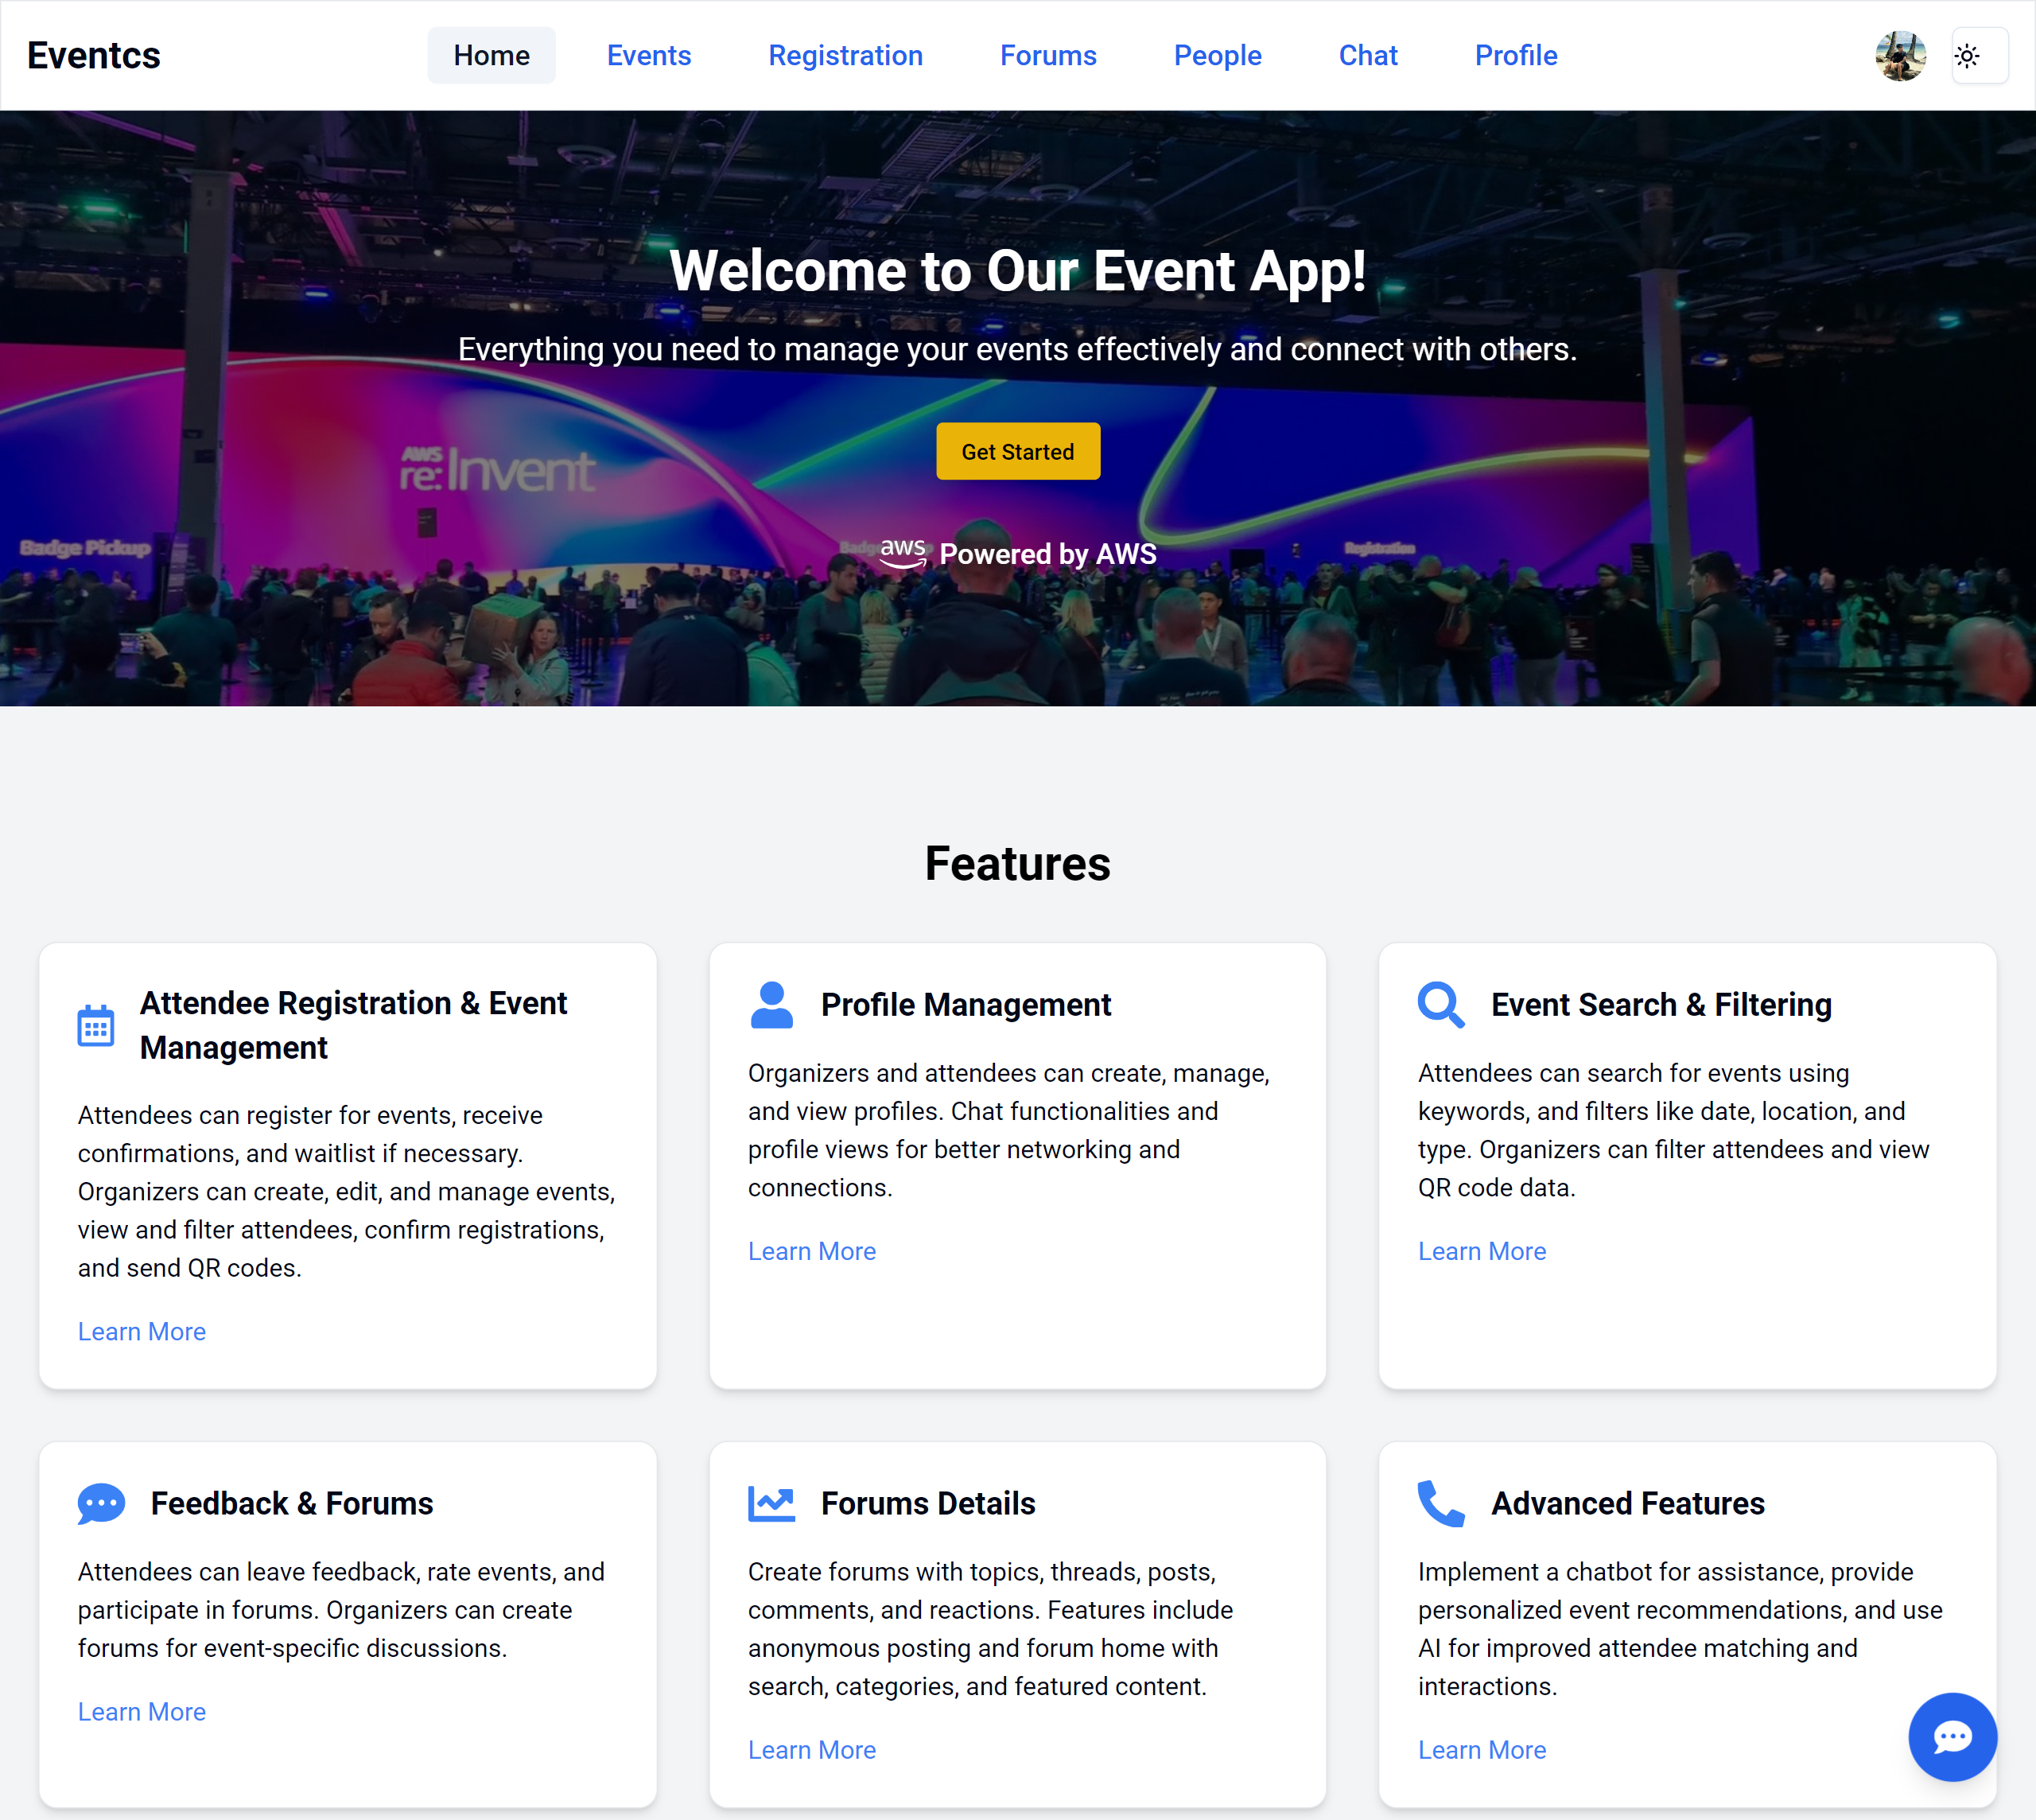 Eventcs
Home
Events
Registration
Forums
People
Chat
Profile
Welcome to Our Event App!
Everything you need to manage your events effectively and connect with others.
AWS
re:Invent
Get Started
Badge Pickup
aws
Powered by AWS
Registration
Features
Attendee Registration & Event
Management
Attendees can register for events, receive
confirmations, and waitlist if necessary.
Organizers can create, edit, and manage events,
view and filter attendees, confirm registrations,
and send QR codes.
Learn More
Profile Management
Organizers and attendees can create, manage,
and view profiles. Chat functionalities and
profile views for better networking and
connections.
Learn More
Event Search & Filtering
Attendees can search for events using
keywords, and filters like date, location, and
type. Organizers can filter attendees and view
QR code data.
Learn More
Feedback & Forums
Attendees can leave feedback, rate events, and
participate in forums. Organizers can create
forums for event-specific discussions.
Learn More
Forums Details
Create forums with topics, threads, posts,
comments, and reactions. Features include
anonymous posting and forum home with
search, categories, and featured content.
Learn More
Advanced Features
Implement a chatbot for assistance, provide
personalized event recommendations, and use
AI for improved attendee matching and
interactions.
Learn More